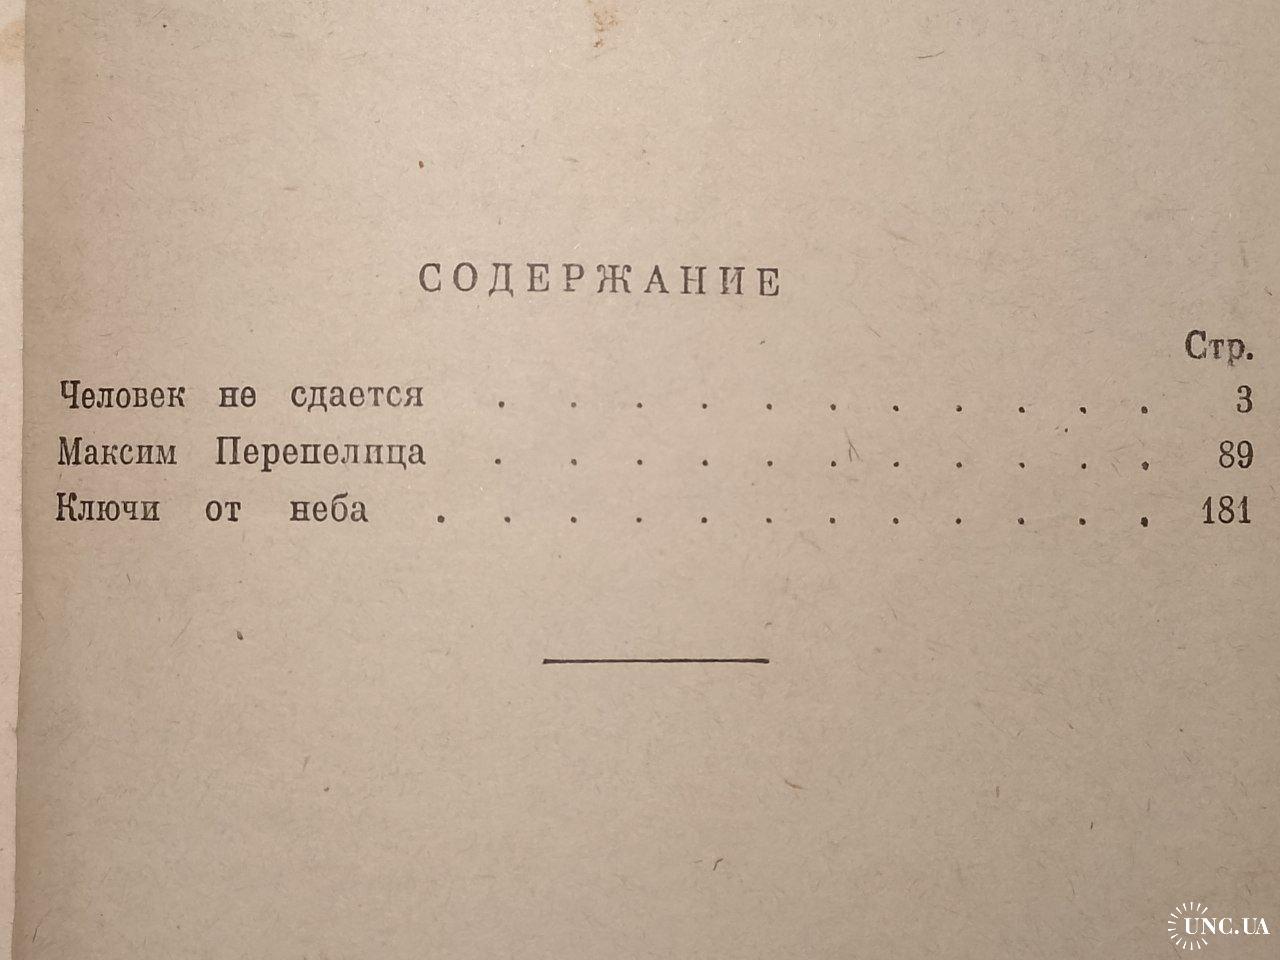 СОДЕРЖАНИЕ
Стр.
Человек не сдается . . . . . . . . . . . 3
Максим Перепелица . . . . . . . . . . . 89
Ключи от неба . . . . . . . . . . . . 181
UNC.UA